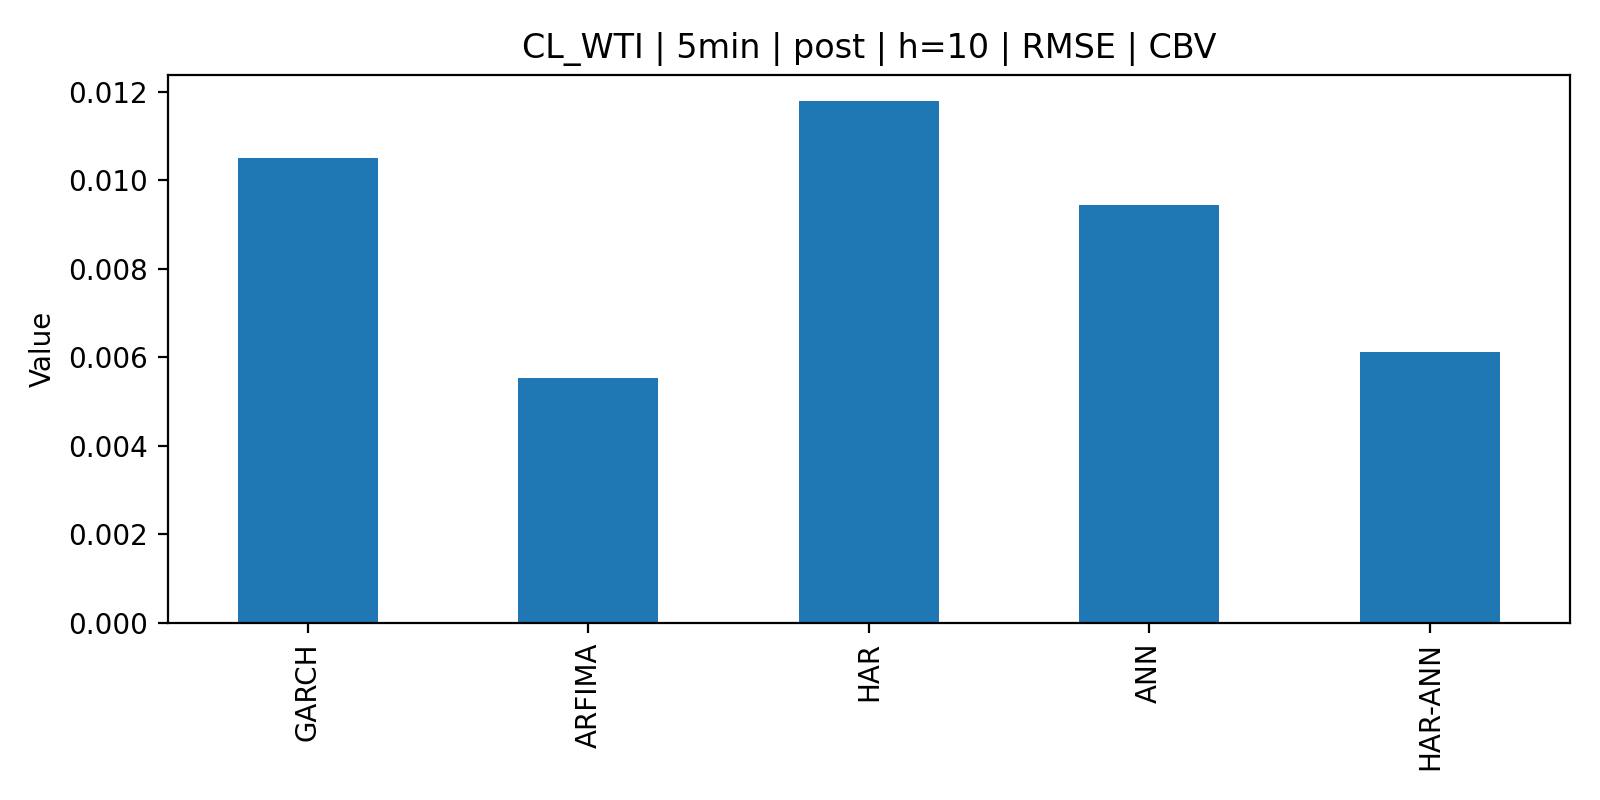 CL_WTI | 5min | post | h=10 | RMSE | CBV
0.012
0.010
0.008
0.006
0.004
0.002
0.000
Value
GARCH
ARFIMA
HAR
ANN
HAR-ANN